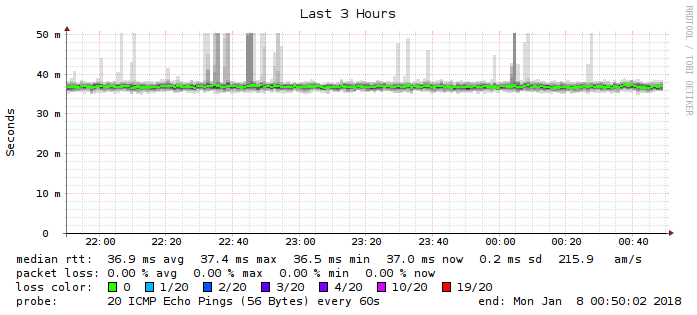 Last 3 Hours
RRDTOOL / TOBI OETIKER
Seconds
50 m
40 m
30 m
20 m
10 m
0
22:00 22:20 22:40 23:00 23:20 23:40 00:00 00:20 00:40
median rtt: 36.9 ms avg 37.4 ms max 36.5 ms min 37.0 ms now 0.2 ms sd 215.9 am/s
packet loss: 0.00 % avg 0.00 % max 0.00 % min 0.00 % now
loss color: 0 1/20 2/20 3/20 4/20 10/20 19/20
probe: 20 ICMP Echo Pings (56 Bytes) every 60s end: Mon Jan 8 00:50:02 2018